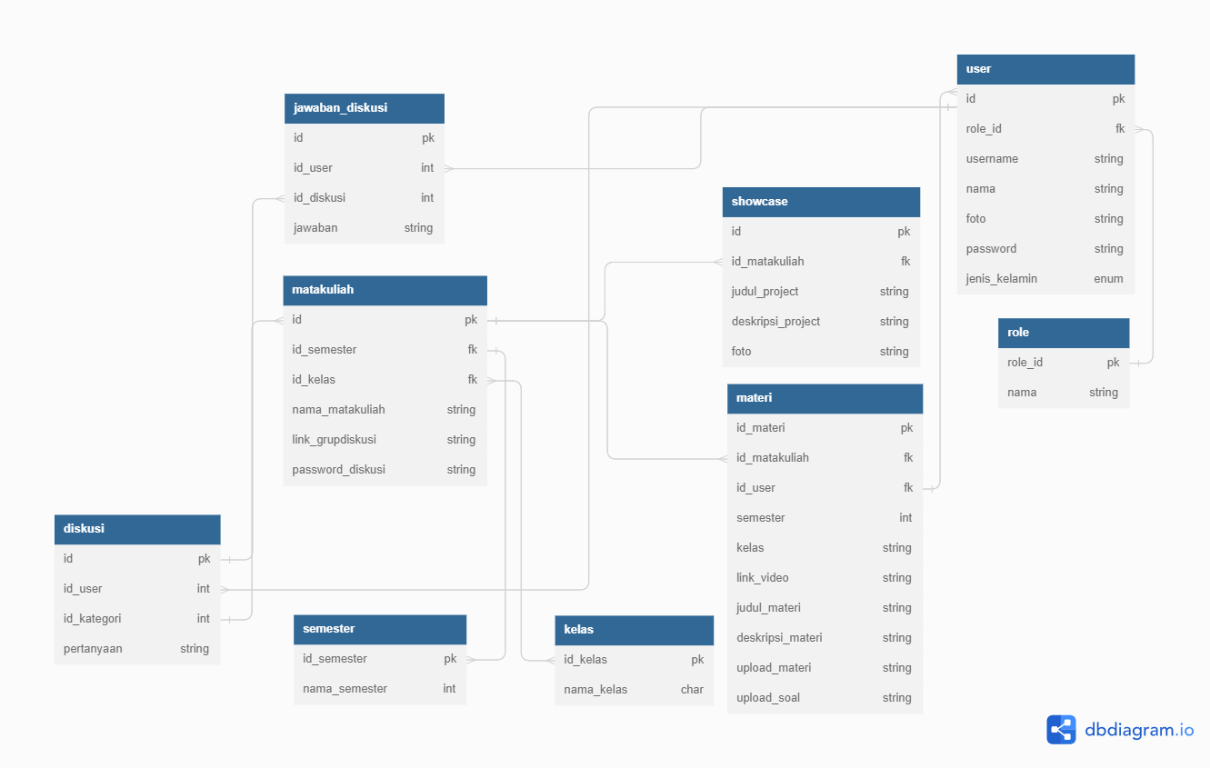 user
id pk
role_id fk
username string
nama string
foto string
password string
jenis_kelamin enum
jawaban_diskusi
id pk
id_user int
id_diskusi int
jawaban string
showcase
id pk
id_matakuliah fk
judul_project string
deskripsi_project string
foto string
matakuliah
id pk
id_semester fk
id_kelas fk
nama_matakuliah string
link_grupdiskusi string
password_diskusi string
role
role_id pk
nama string
materi
id_materi pk
id_matakuliah fk
id_user fk
semester int
kelas string
link_video string
judul_materi string
deskripsi_materi string
upload_materi string
upload_soal string
diskusi
id pk
id_user int
id_kategori int
pertanyaan string
semester
id_semester pk
nama_semester int
kelas
id_kelas pk
nama_kelas char
dbdiagram.io